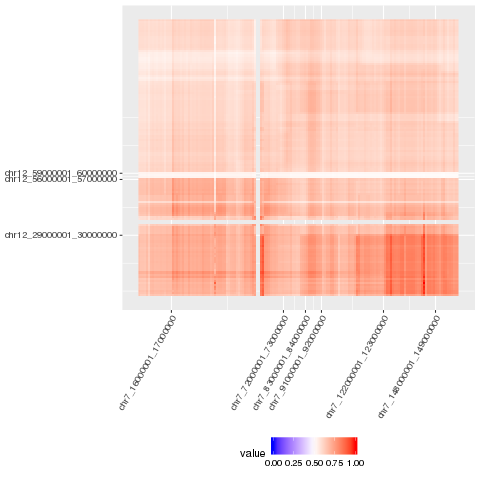 chr12_59000001_60000000
chr12_56000001_57000000
chr12_29000001_30000000
chr7_16000001_17000000
chr7_72000001_73000000
chr7_83000001_84000000
chr7_91000001_92000000
chr7_122000001_123000000
chr7_148000001_149000000
value
0.00 0.25 0.50 0.75 1.00